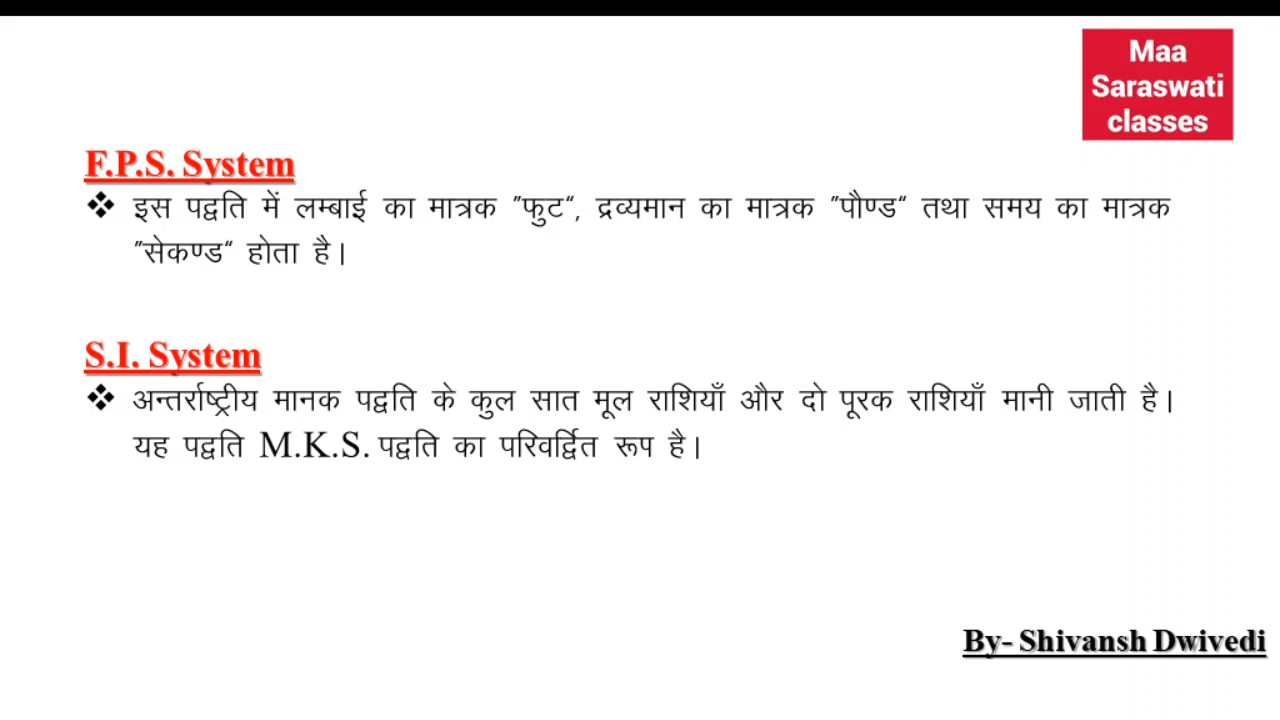 Maa
Saraswati
classes
F.P.S. System
❖ इस पद्वति में लम्बाई का मात्रक "फुट", द्रव्यमान का मात्रक "पौण्ड" तथा समय का मात्रक
"सेकण्ड" होता है।
S.I. System
❖ अन्तर्राष्ट्रीय मानक पद्वति के कुल सात मूल राशियाँ और दो पूरक राशियाँ मानी जाती है।
यह पद्वति M.K.S. पद्वति का परिवर्द्वित रूप है।
By- Shivansh Dwivedi